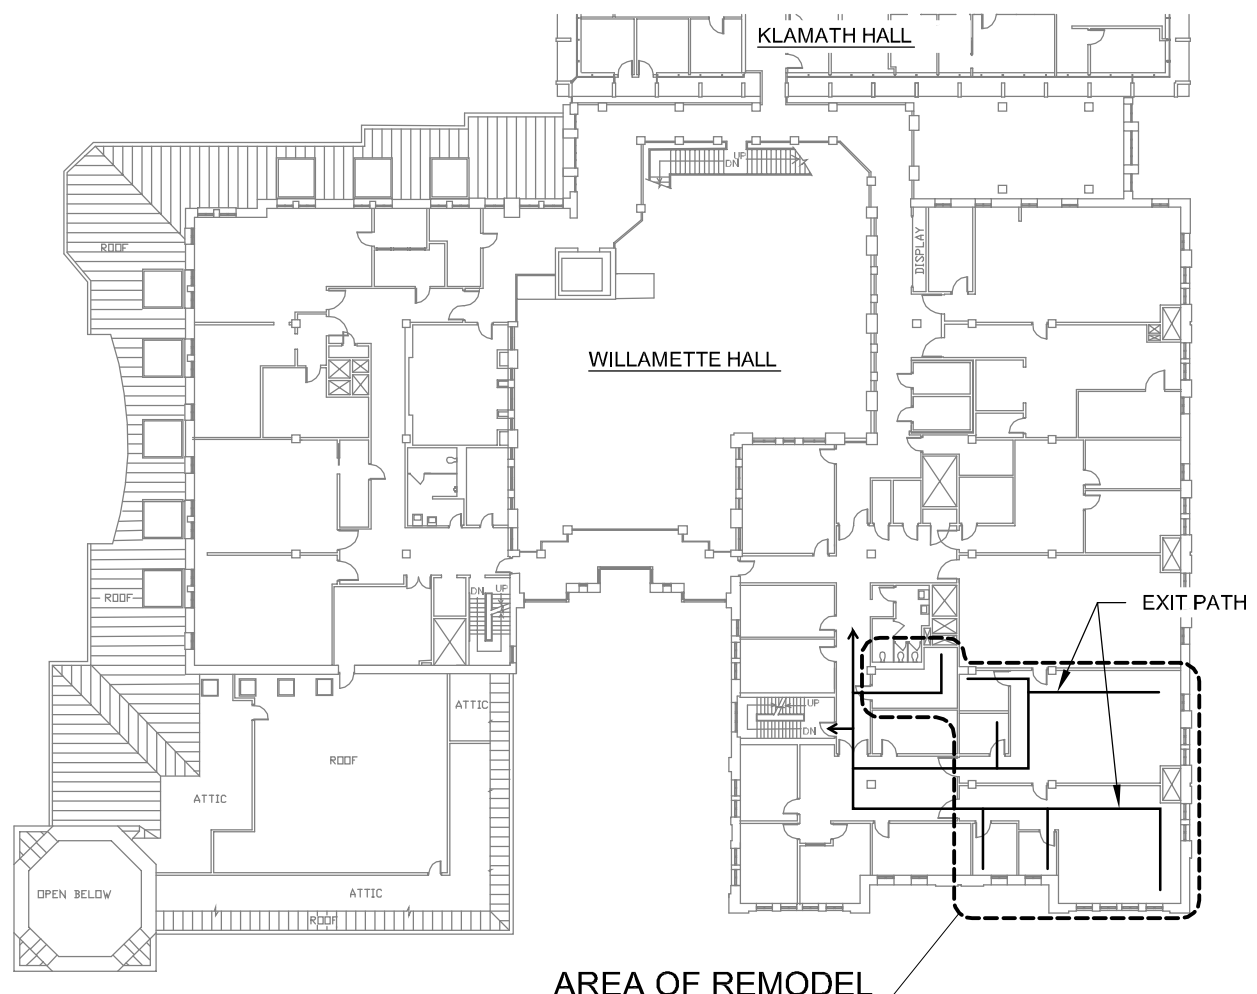 KLAMATH HALL
UP
DN
ROOF
DISPLAY
WILLAMETTE HALL
DN UP
ROOF
EXIT PATH
ATTIC
UP
DN
ROOF
ATTIC
OPEN BELOW
ATTIC
ROOF
AREA OF REMODEL